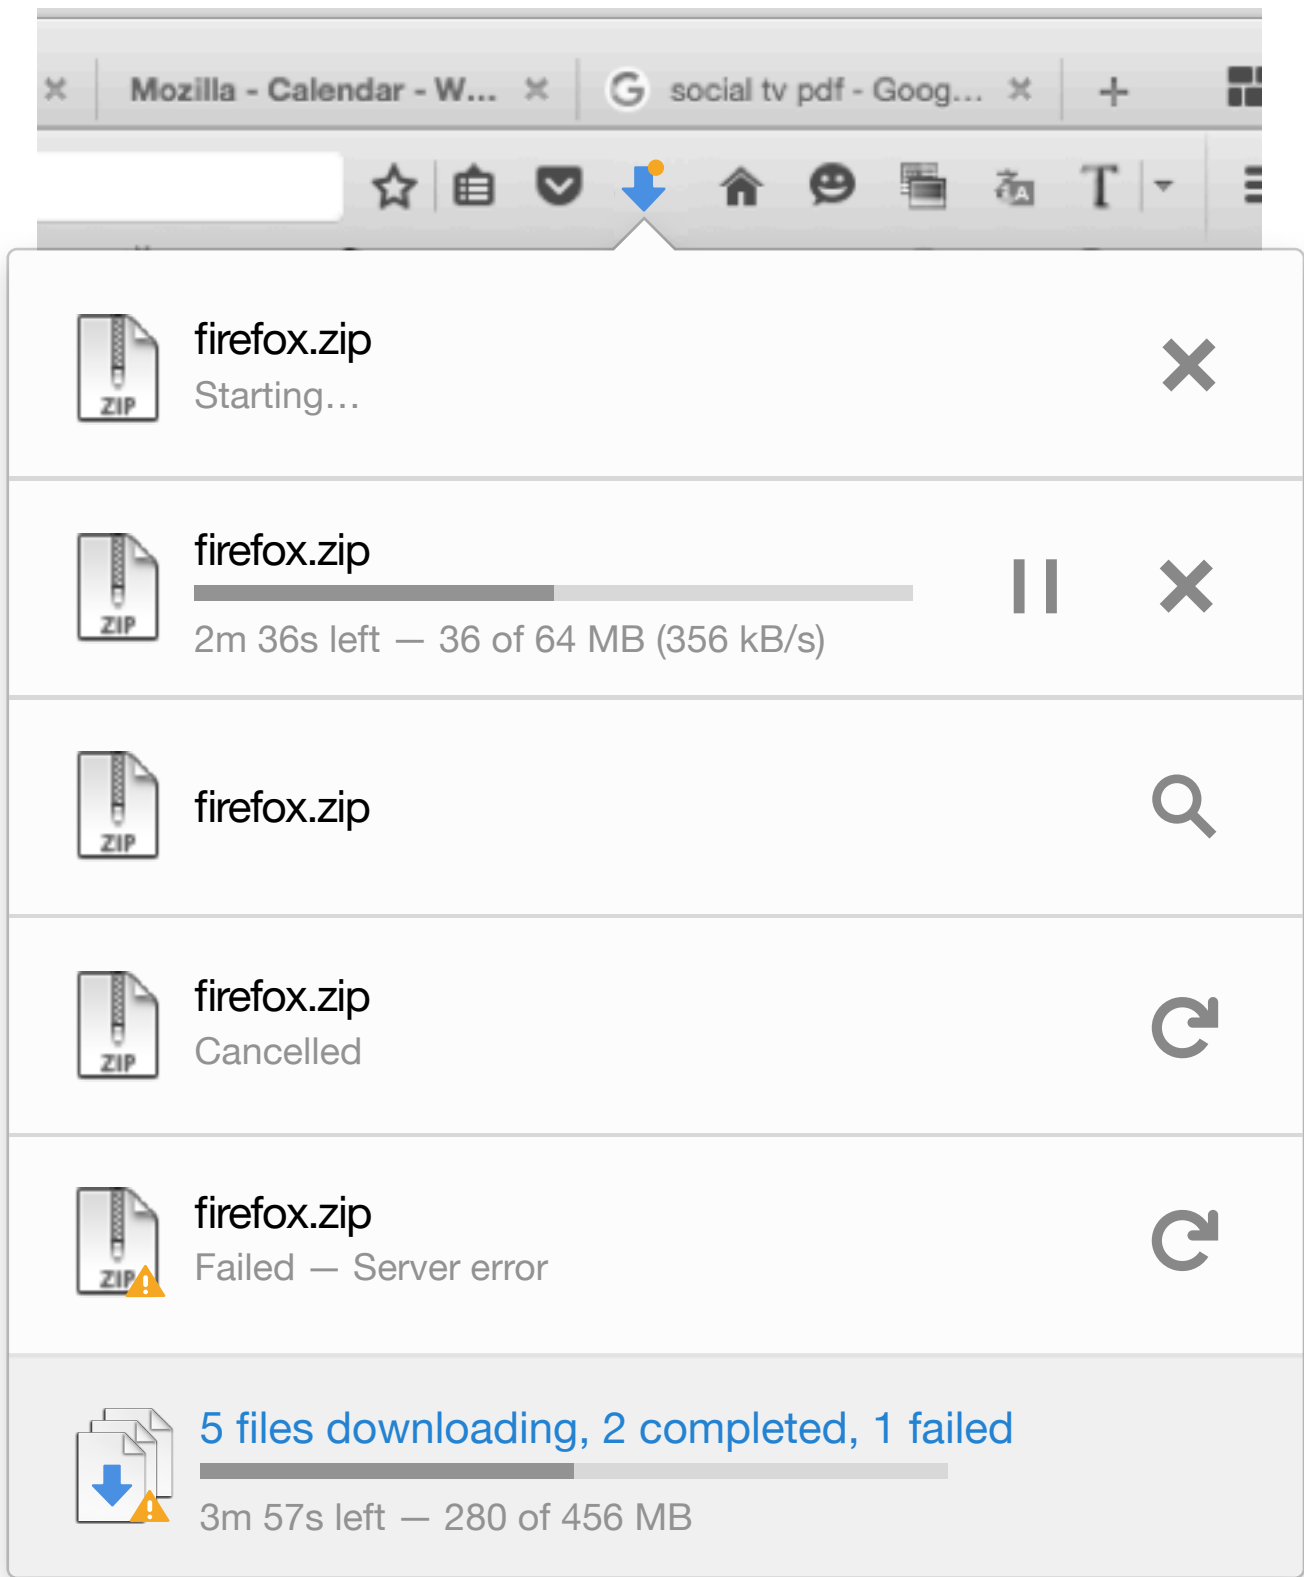 Mozilla - Calendar - W...
social tv pdf - Goog...
firefox.zip
Starting...
ZIP
firefox.zip
2m 36s left — 36 of 64 MB (356 kB/s)
ZIP
firefox.zip
ZIP
firefox.zip
Cancelled
ZIP
firefox.zip
Failed — Server error
ZIP
5 files downloading, 2 completed, 1 failed
3m 57s left — 280 of 456 MB